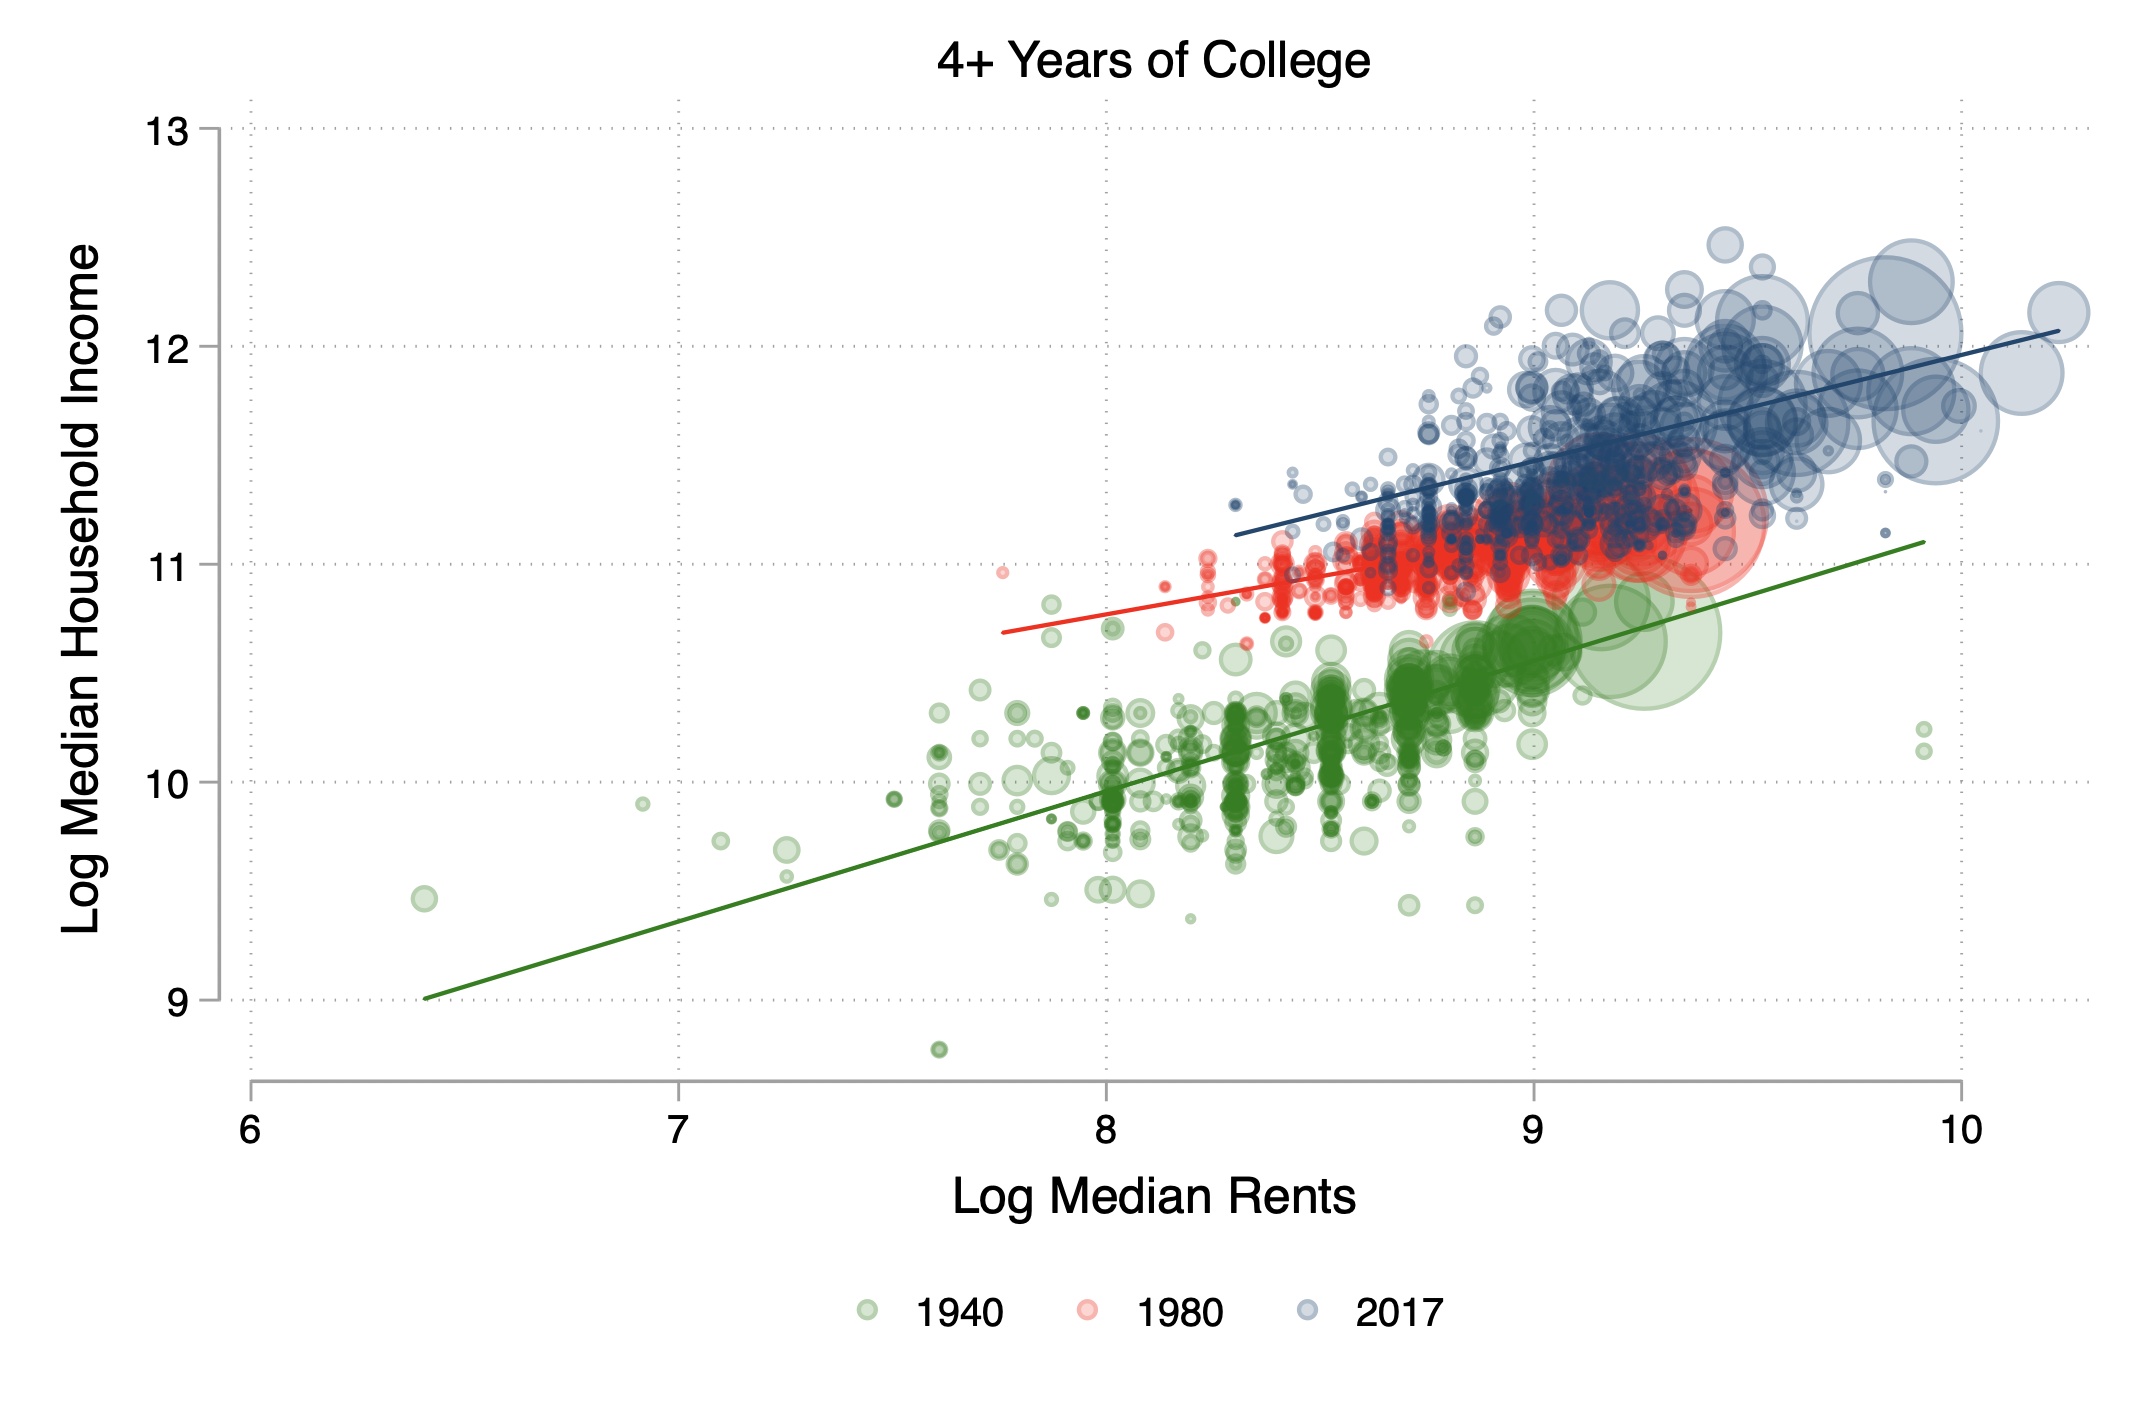 4+ Years of College
13
12
11
10
9
Log Median Household Income
6 7 8 9 10
Log Median Rents
1940 1980 2017